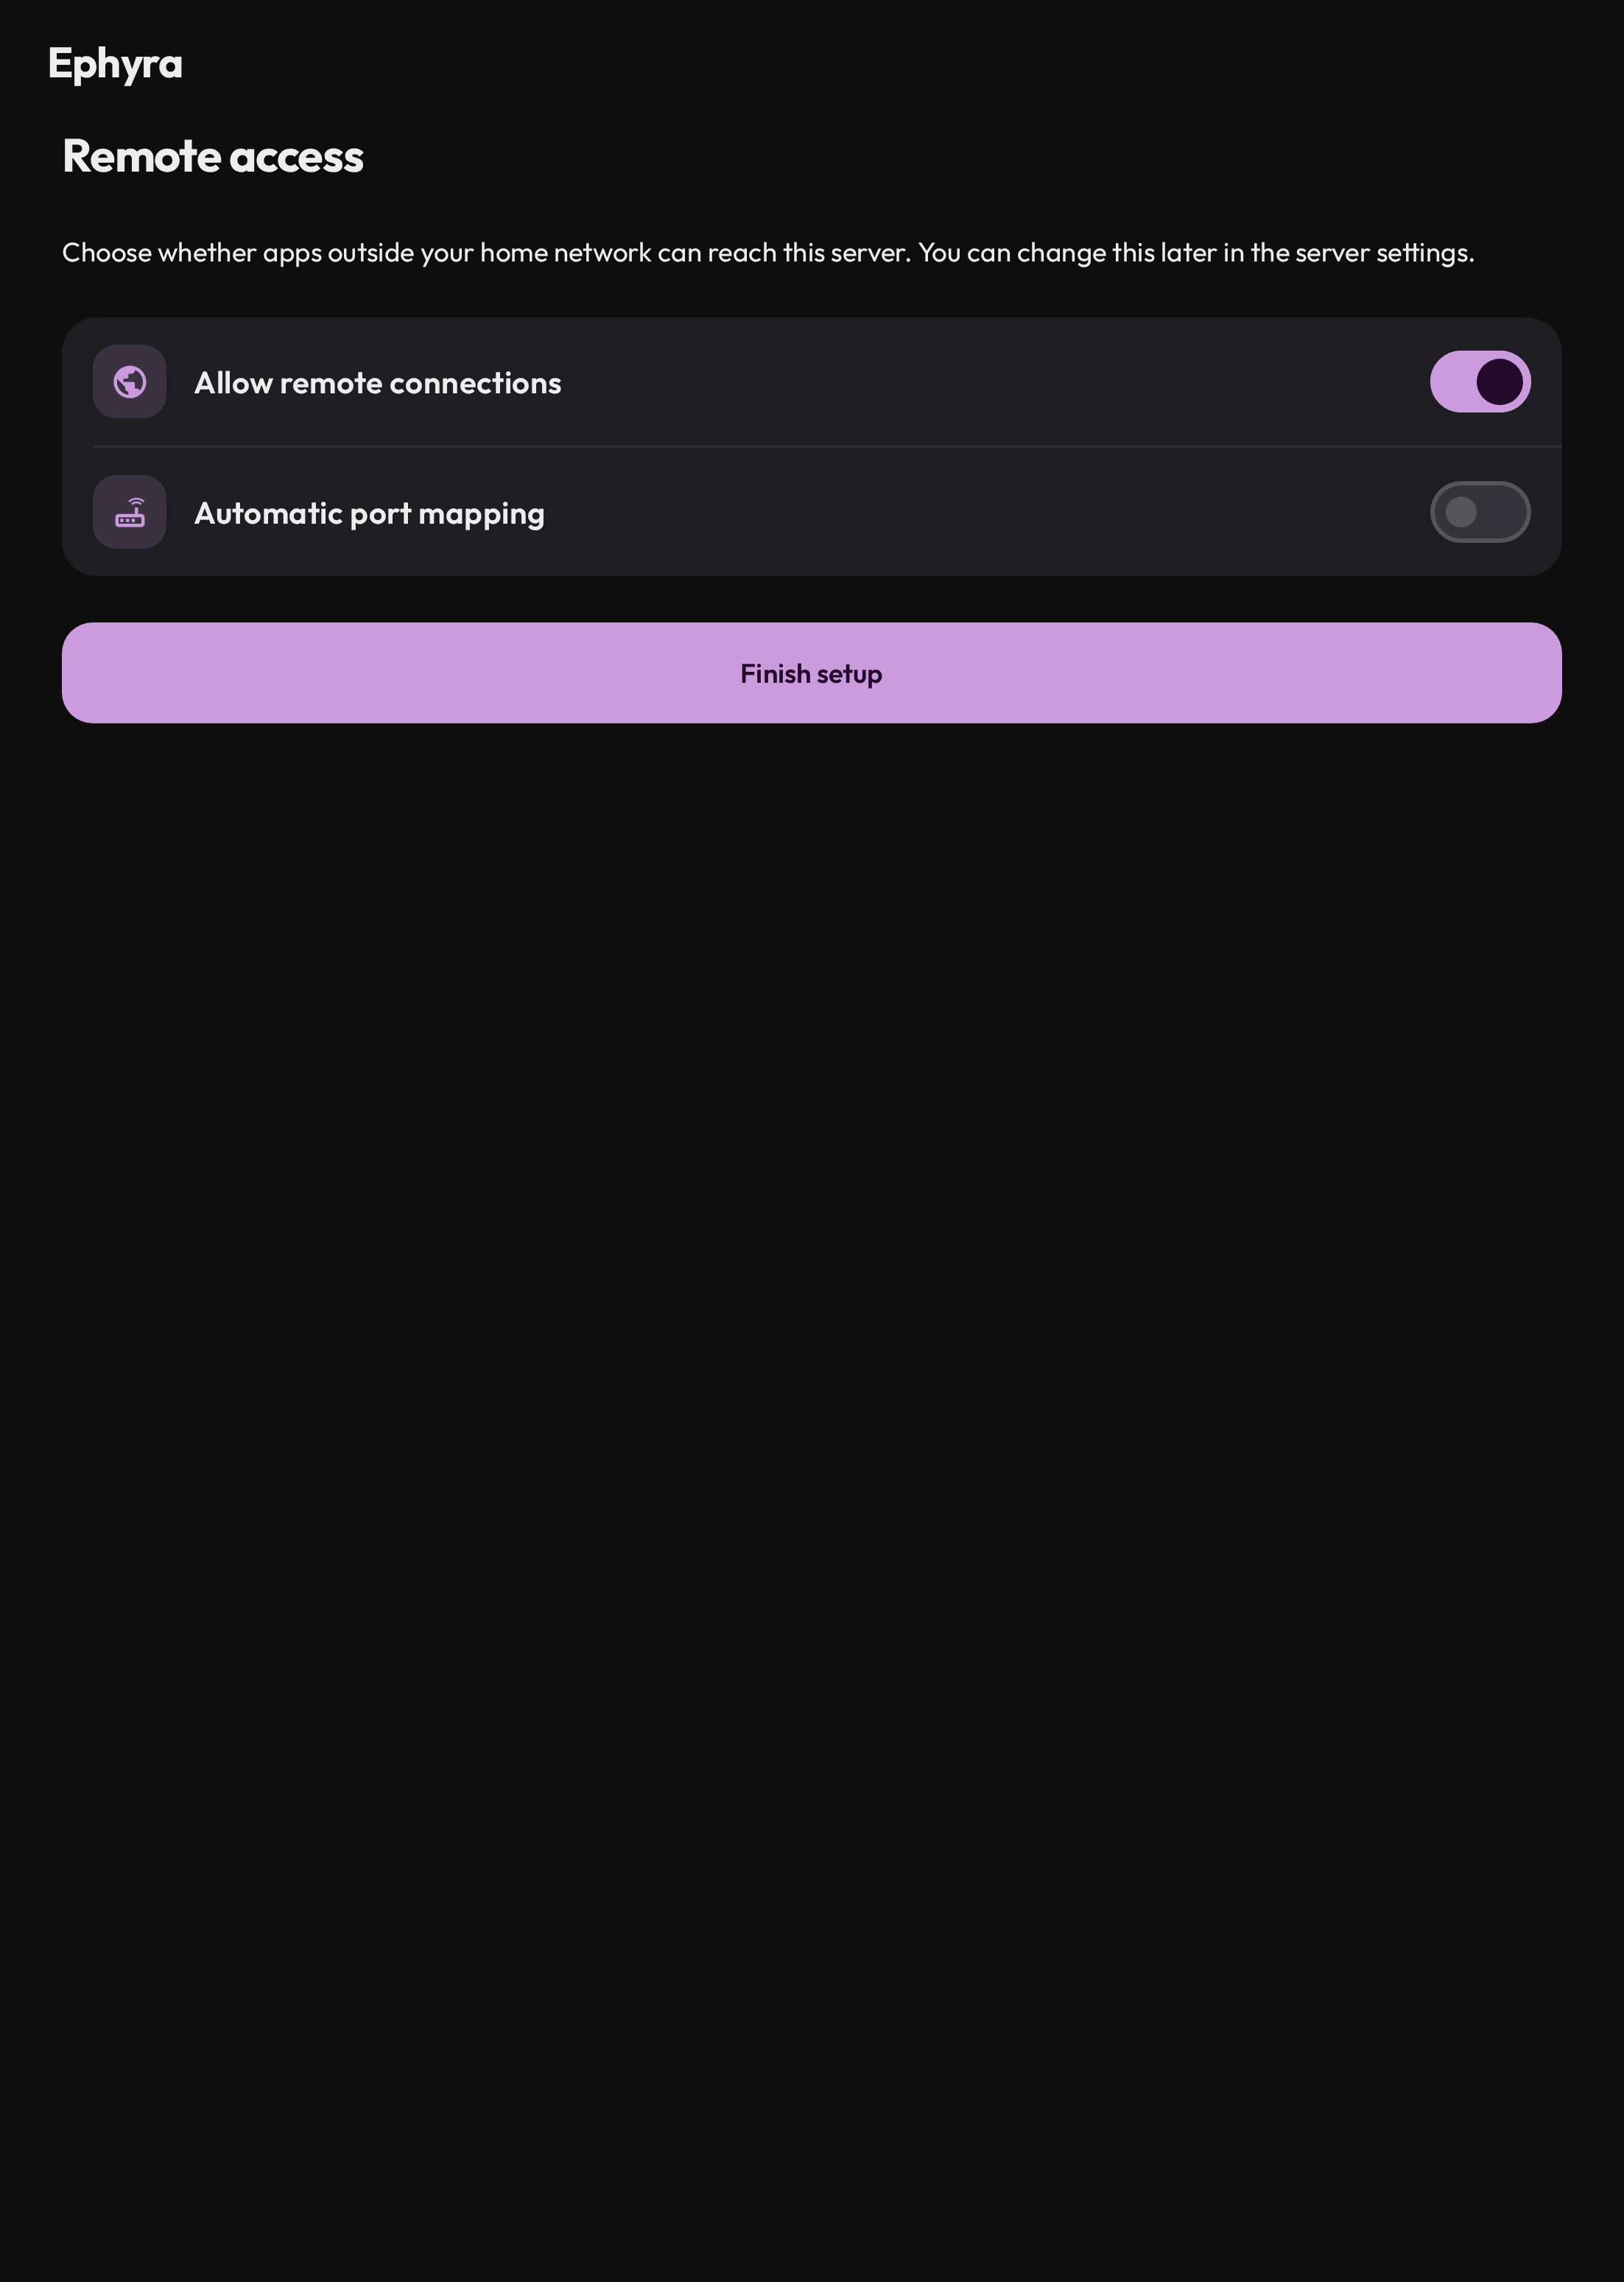 Ephyra
Remote access
Choose whether apps outside your home network can reach this server. You can change this later in the server settings.
Allow remote connections
Automatic port mapping
Finish setup